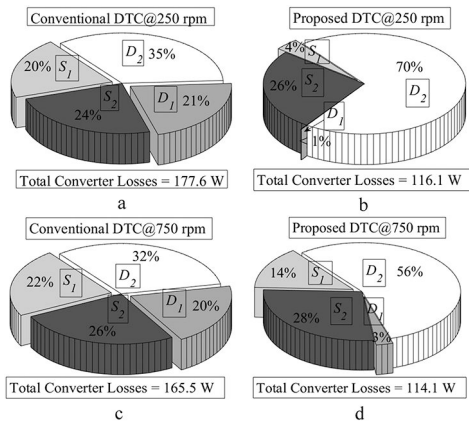 Conventional DTC@250 rpm
20%
S1
D2
35%
S2
24%
D1
21%
Total Converter Losses = 177.6 W
a
Proposed DTC@250 rpm
4%
S1
26%
S2
70%
D2
D1
1%
Total Converter Losses = 116.1 W
b
Conventional DTC@750 rpm
32%
D2
22%
S1
S2
26%
D1
20%
Total Converter Losses = 165.5 W
c
Proposed DTC@750 rpm
14%
S1
D2
56%
28%
S2
D1
3%
Total Converter Losses = 114.1 W
d